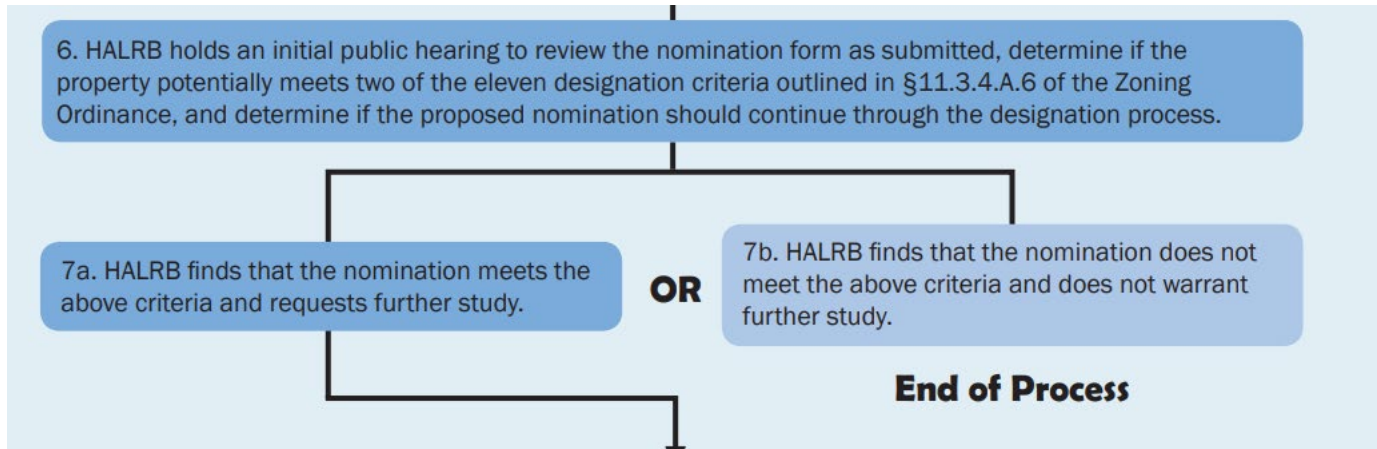 6. HALRB holds an initial public hearing to review the nomination form as submitted, determine if the
property potentially meets two of the eleven designation criteria outlined in §11.3.4.A.6 of the Zoning
Ordinance, and determine if the proposed nomination should continue through the designation process.
7a. HALRB finds that the nomination meets the
above criteria and requests further study.
OR
7b. HALRB finds that the nomination does not
meet the above criteria and does not warrant
further study.
End of Process